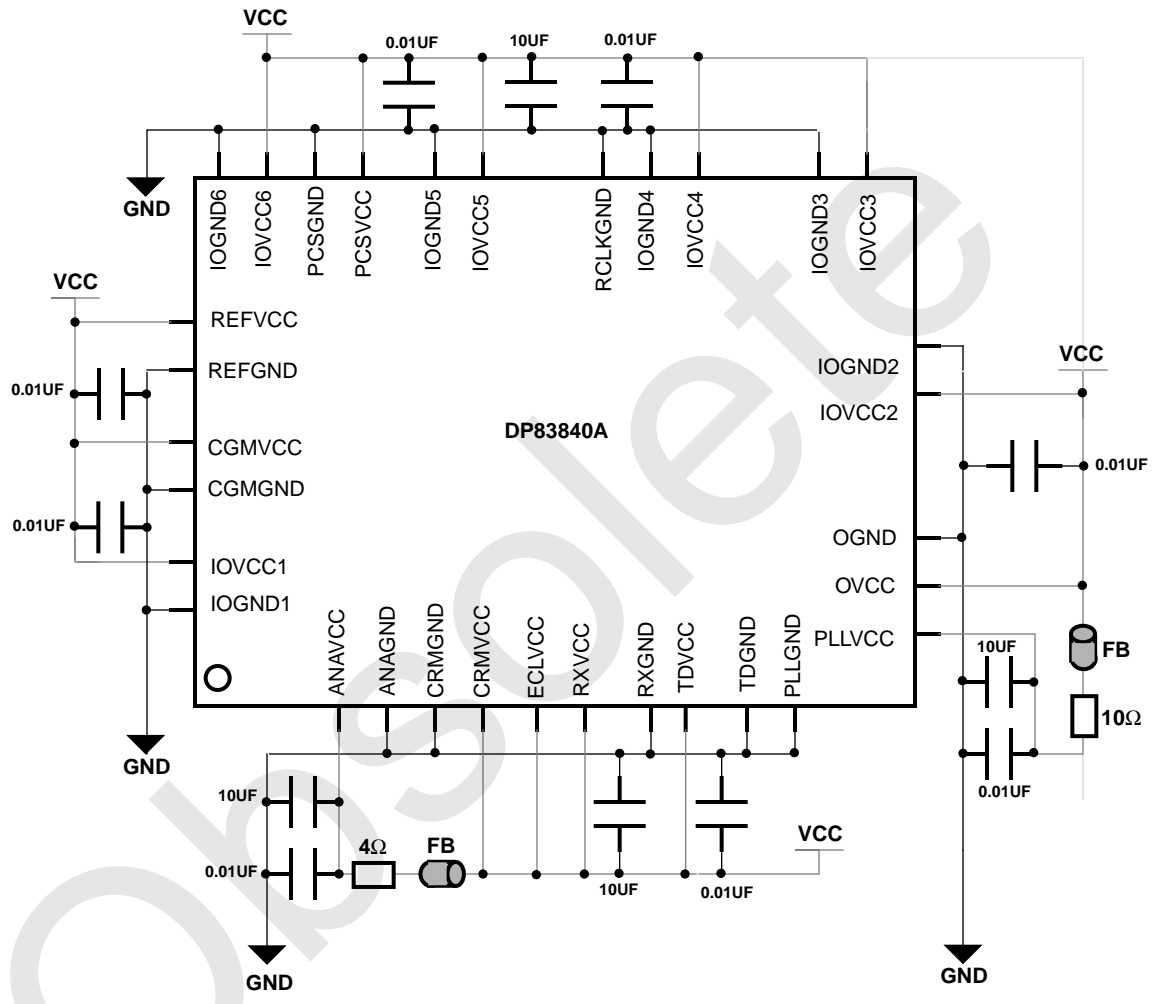 VCC
0.01UF
10UF
0.01UF
GND
IOGND6
IOVCC6
PCSGND
PCSVCC
IOGND5
IOVCC5
RCLKGND
IOGND4
IOVCC4
IOGND3
IOVCC3
VCC
REFVCC
REFGND
0.01UF
CGMVCC
CGMGND
0.01UF
IOVCC1
IOGND1
GND
DP83840A
IOGND2
IOVCC2
VCC
0.01UF
OGND
OVCC
PLLVCC
10UF
FB
10Ω
0.01UF
ANAVCC
ANAGND
CRMGND
CRMVCC
ECLVCC
RXVCC
RXGND
TDVCC
TDGND
PLLGND
10UF
0.01UF
4Ω
FB
10UF
0.01UF
VCC
GND
GND
Obsolete